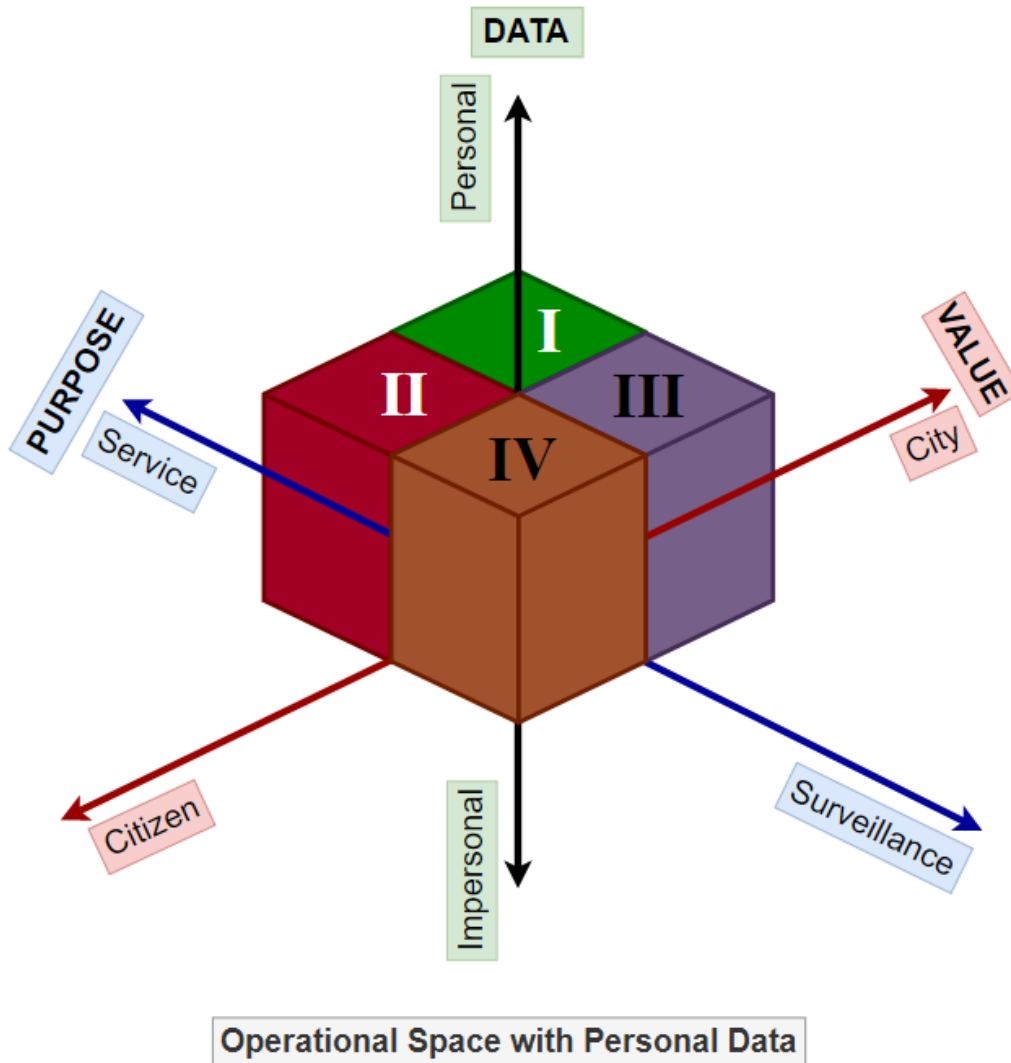 DATA
Personal
PURPOSE
Service
VALUE
City
I
II
III
IV
Citizen
Surveillance
Impersonal
Operational Space with Personal Data